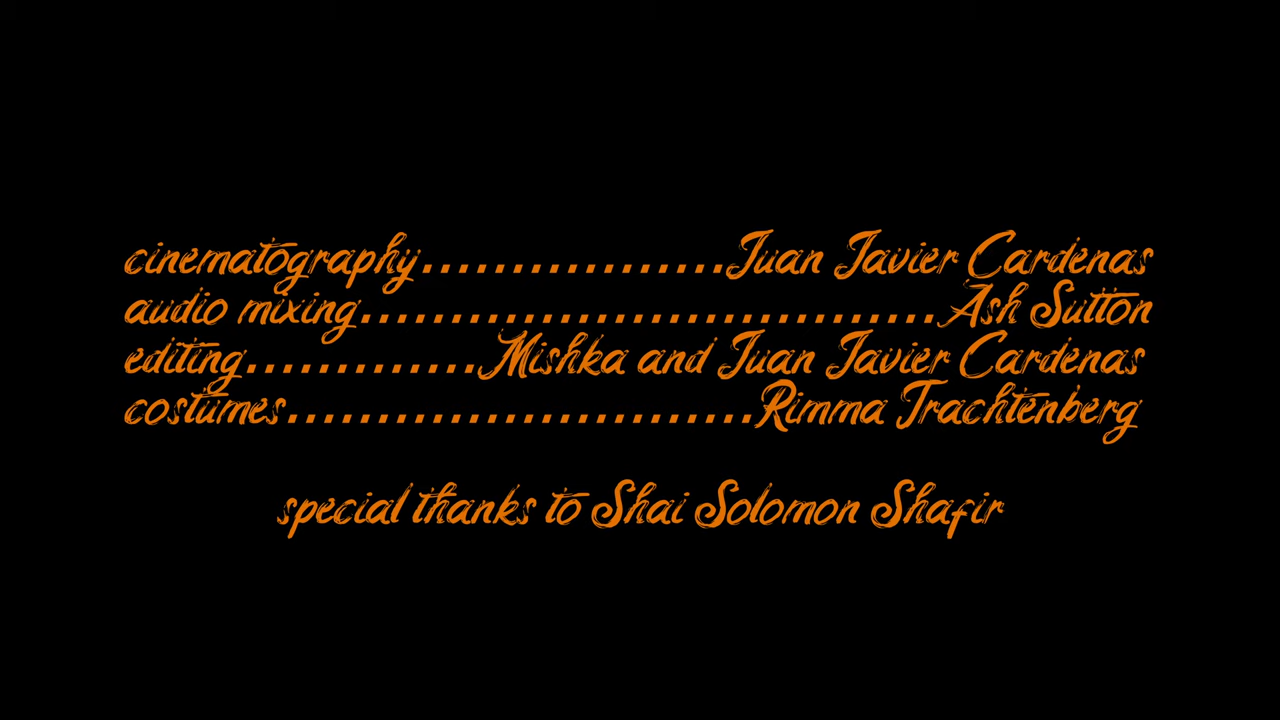 cinematography.................Juan Javier Cardenas
audio mixing................................Ash Sutton
editing.............Mishka and Juan Javier Cardenas
costumes..........................Rimma Trachtenberg
special thanks to Shai Solomon Shafir